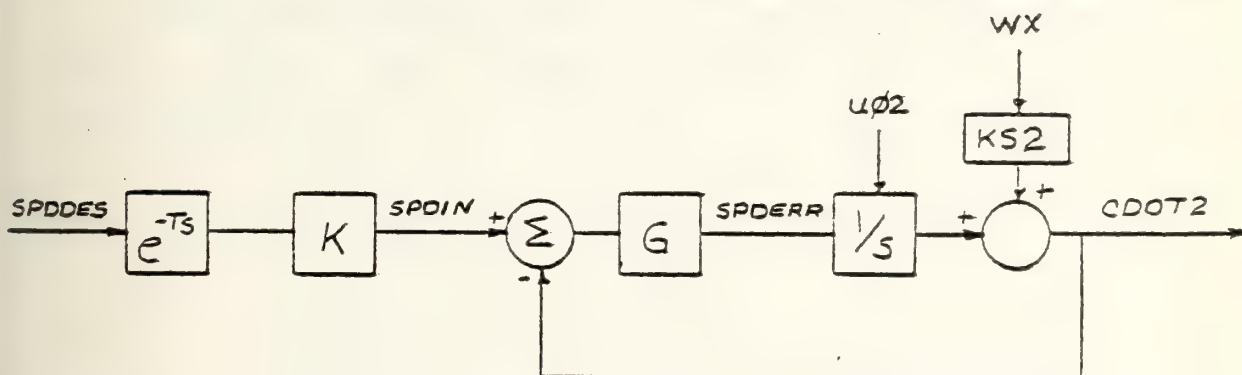 WX
UØ2
KS2
SPDDES
e^-Ts
K
SPDIN
+
Σ
-
G
SPDERR
1/S
+
+
CDOT2